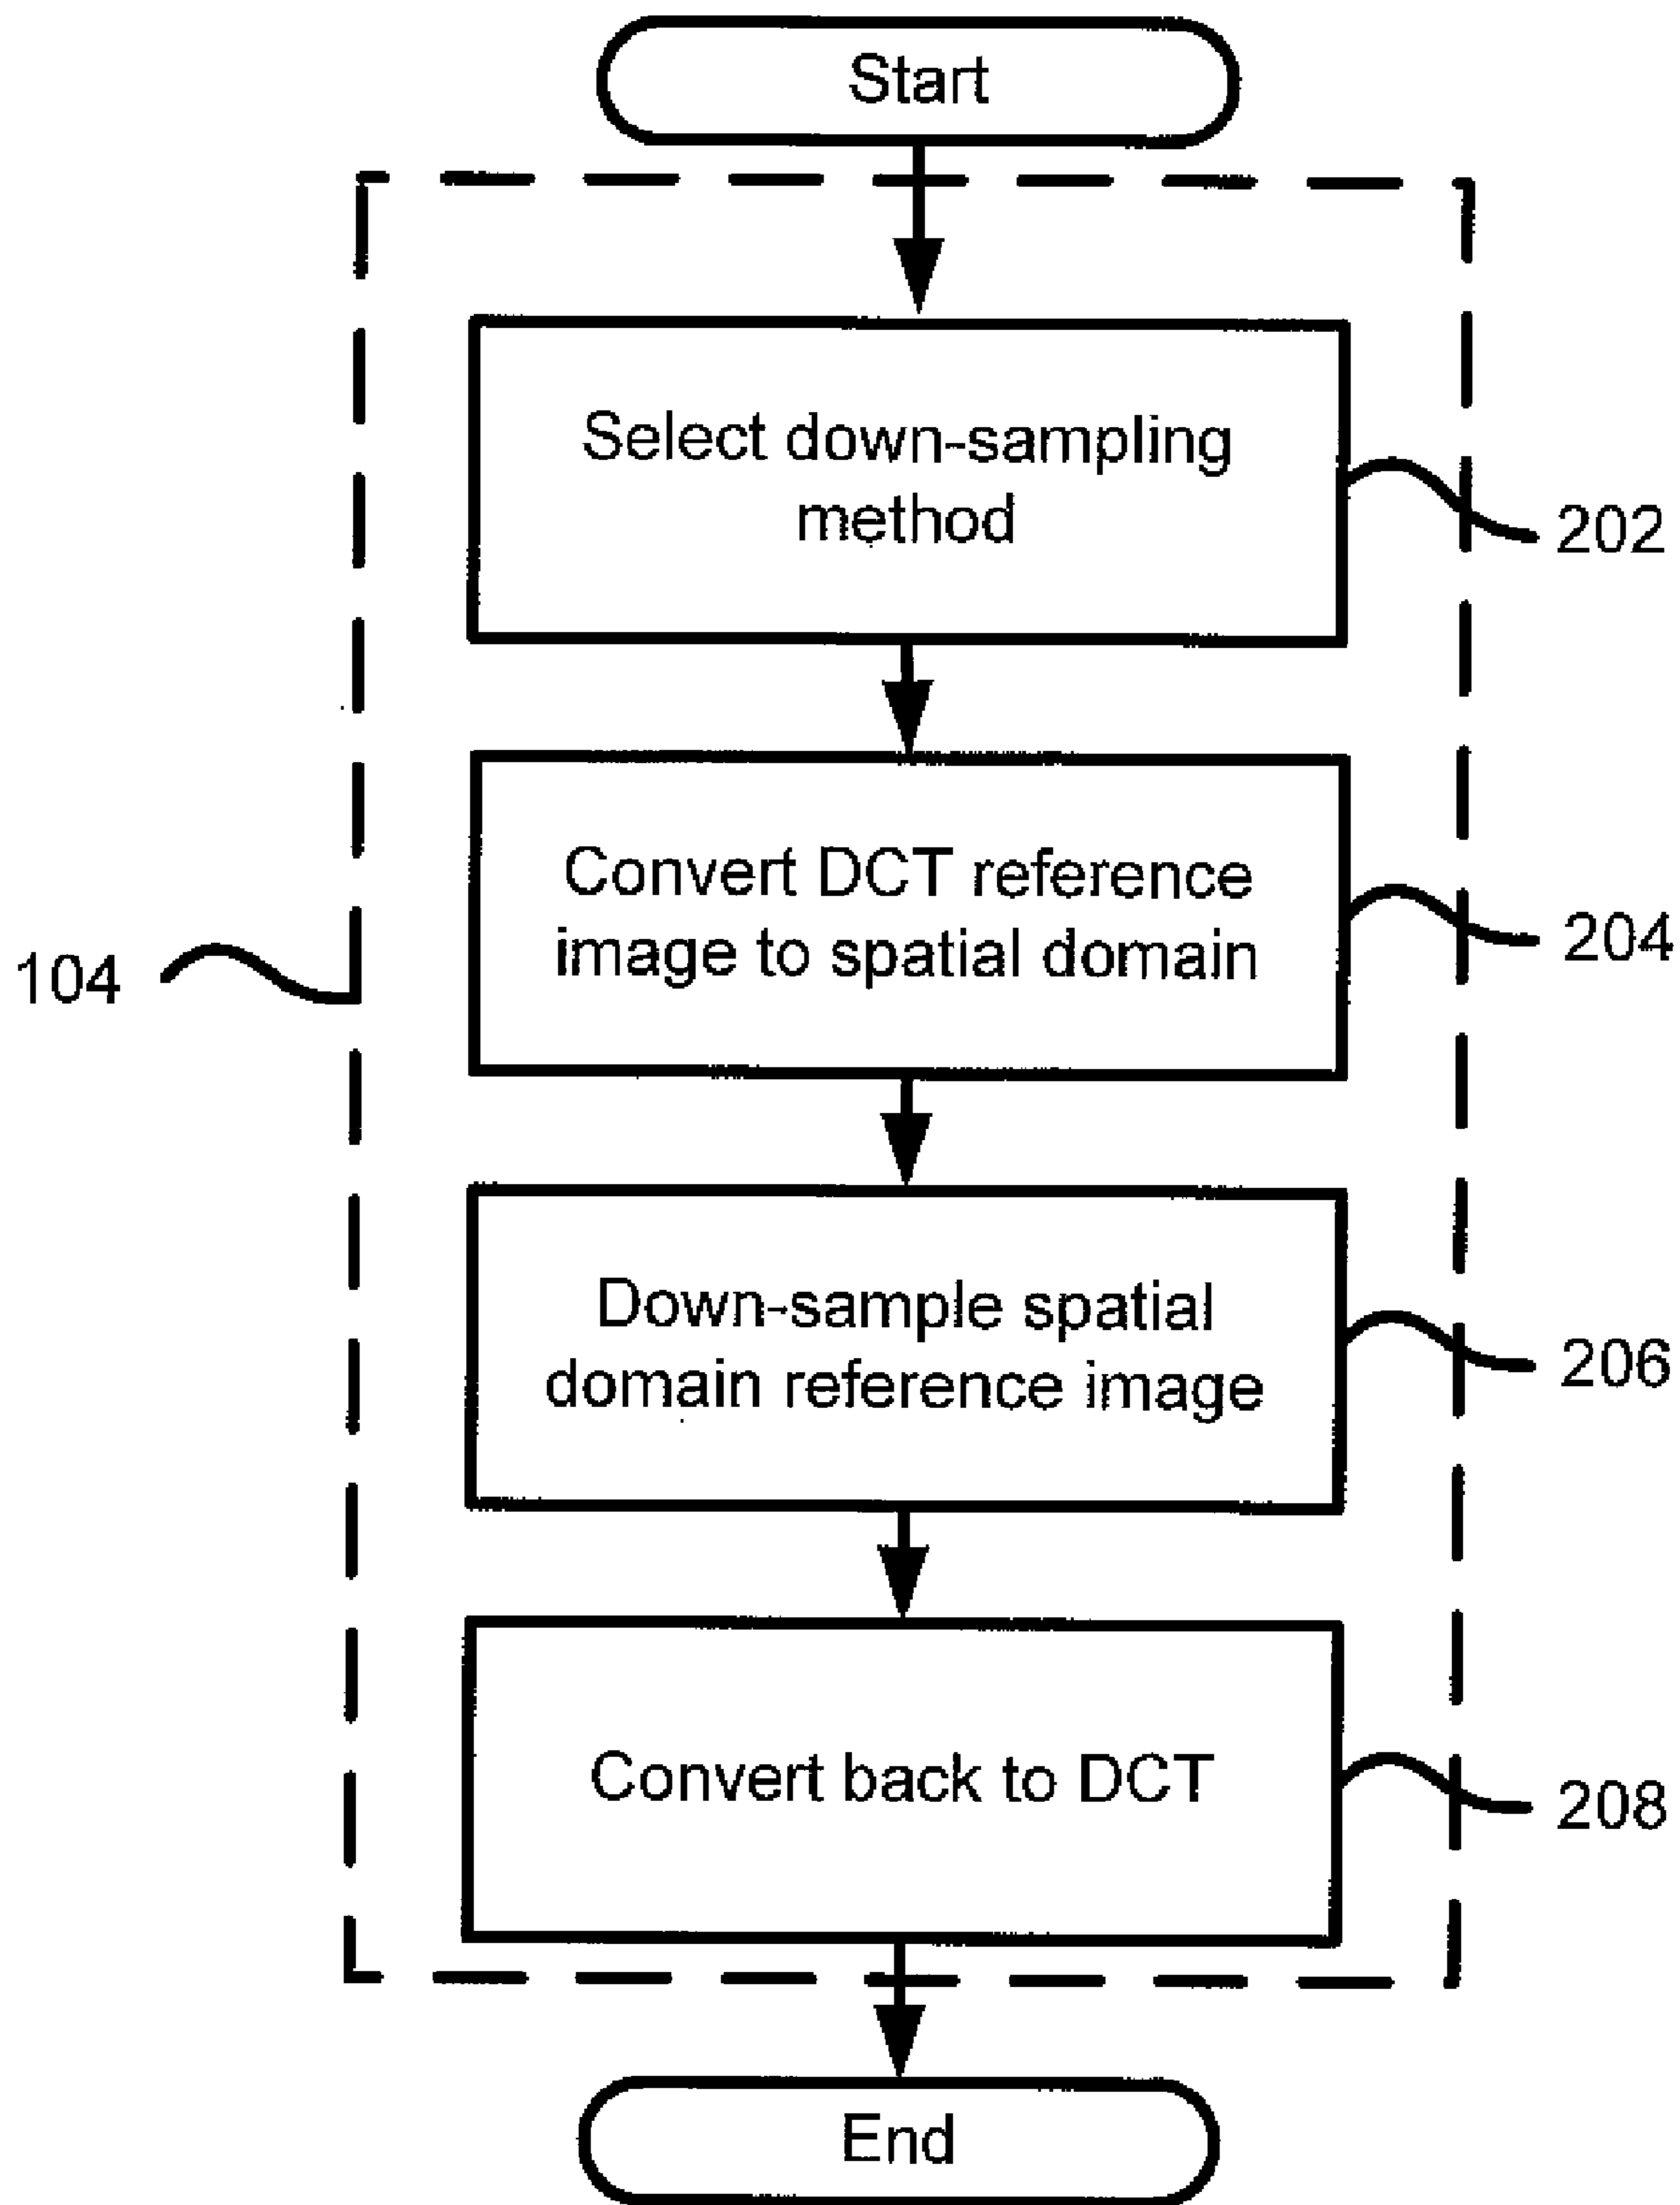 Start
Select down-sampling
method
202
Convert DCT reference
image to spatial domain
204
104
Down-sample spatial
domain reference image
206
Convert back to DCT
208
End